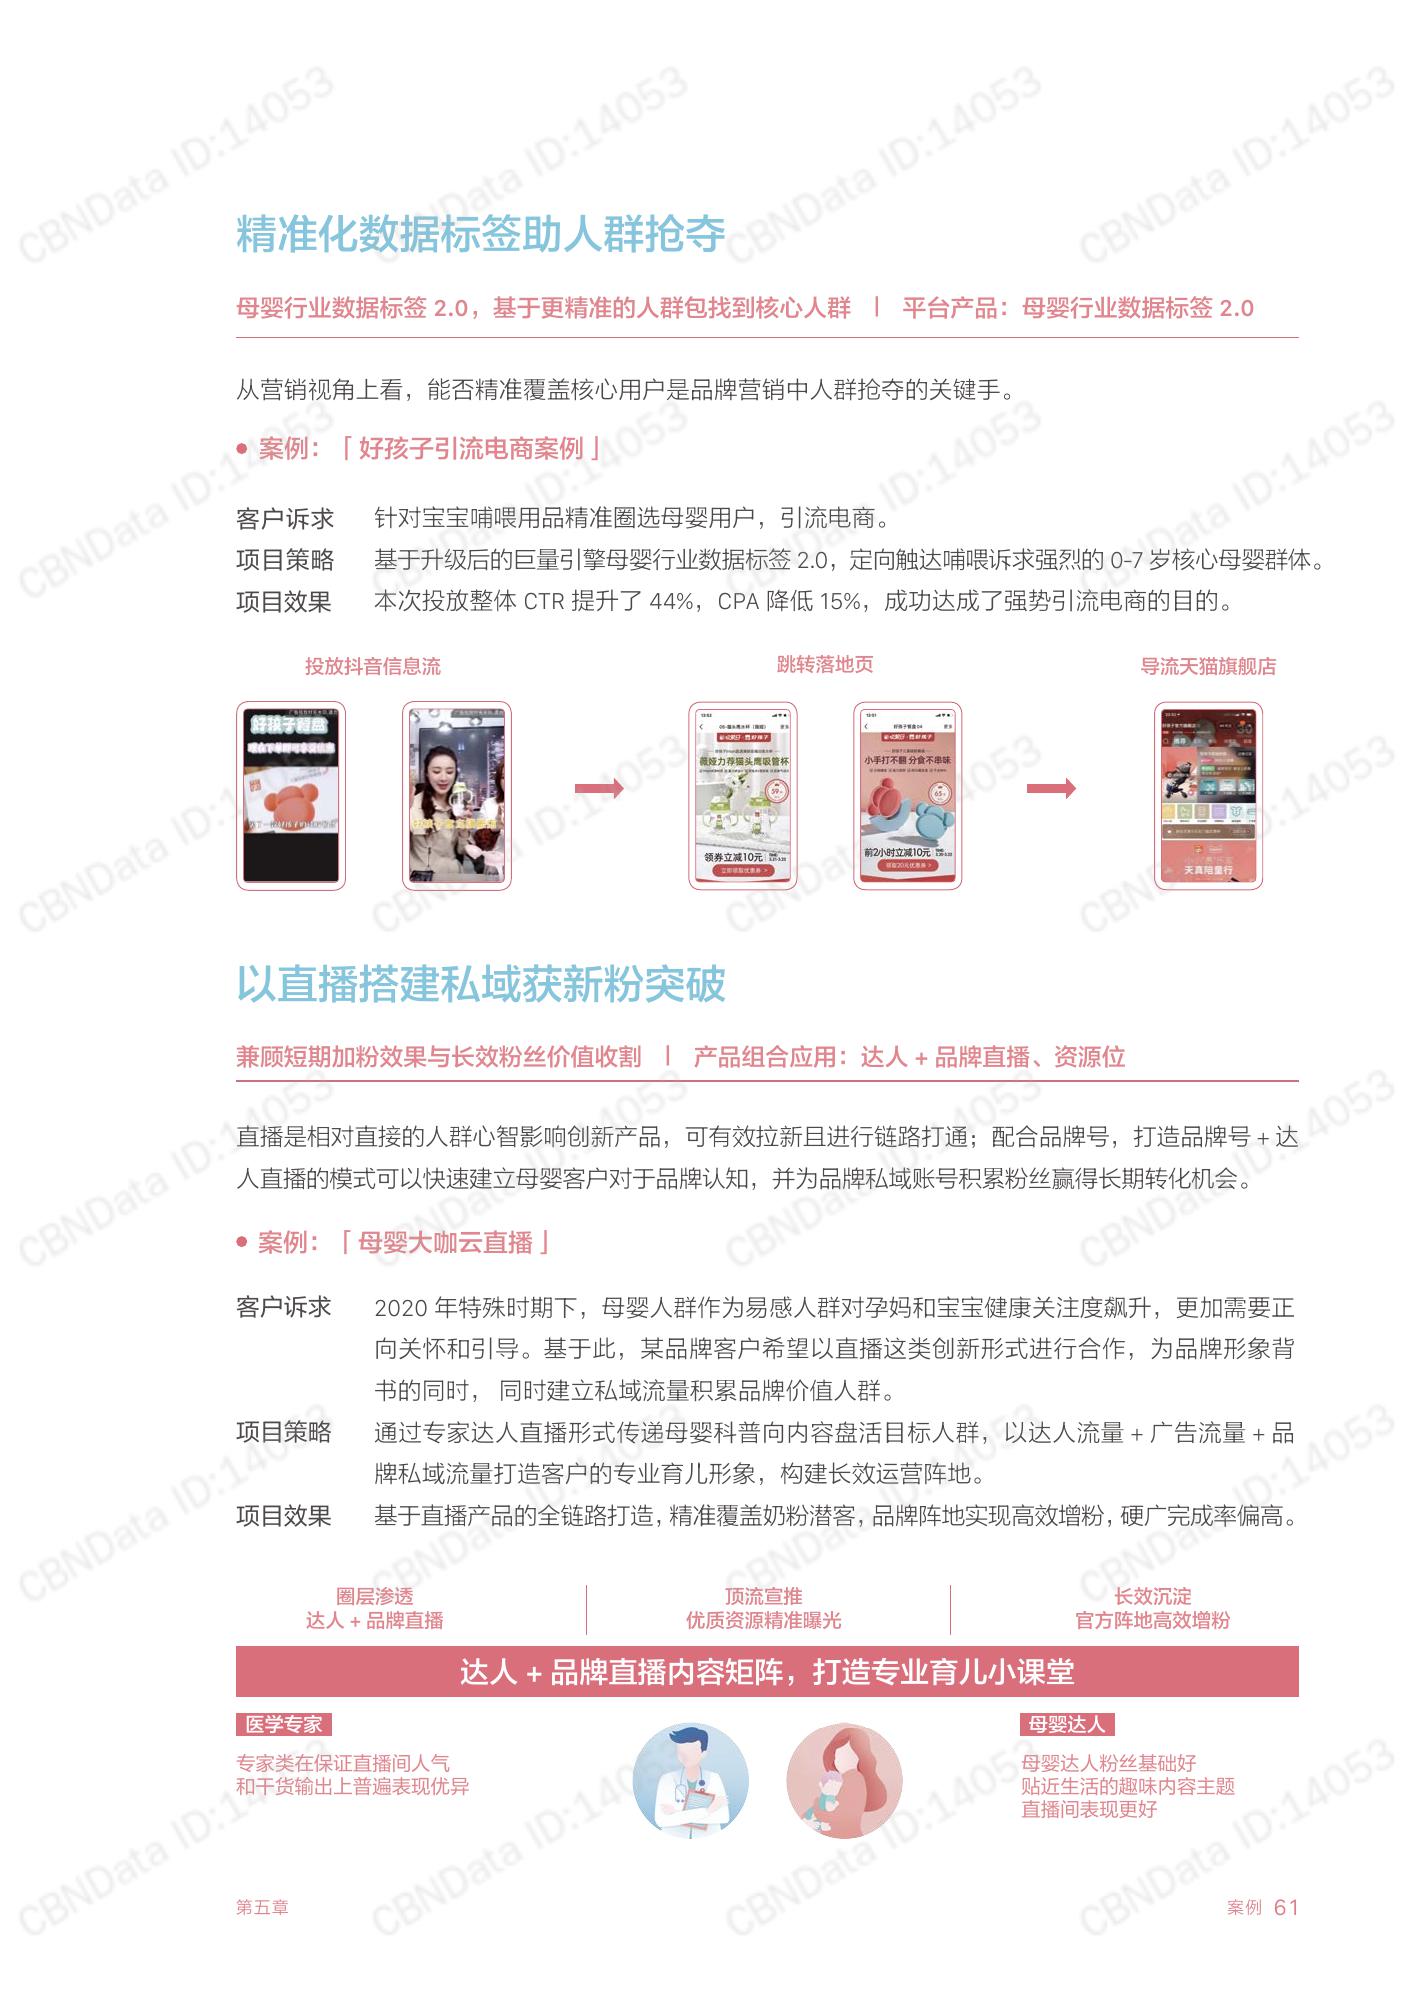 精准化数据标签助人群抢夺
母婴行业数据标签 2.0，基于更精准的人群包找到核心人群 丨 平台产品：母婴行业数据标签 2.0
从营销视角上看，能否精准覆盖核心用户是品牌营销中人群抢夺的关键手。
● 案例：「 好孩子引流电商案例 」
客户诉求 针对宝宝哺喂用品精准圈选母婴用户，引流电商。
项目策略 基于升级后的巨量引擎母婴行业数据标签 2.0，定向触达哺喂诉求强烈的 0-7 岁核心母婴群体。
项目效果 本次投放整体 CTR 提升了 44%，CPA 降低 15%，成功达成了强势引流电商的目的。
投放抖音信息流 跳转落地页 导流天猫旗舰店
好孩子餐盘
薇娅力荐猫头鹰吸管杯
59
领券立减10元
立即领取优惠券 >
好孩子餐盘04
小手打不翻 分食不串味
65
前2小时立减10元
领取20元优惠券 >
天真陪童行
以直播搭建私域获新粉突破
兼顾短期加粉效果与长效粉丝价值收割 丨 产品组合应用：达人 + 品牌直播、资源位
直播是相对直接的人群心智影响创新产品，可有效拉新且进行链路打通；配合品牌号，打造品牌号 + 达
人直播的模式可以快速建立母婴客户对于品牌认知，并为品牌私域账号积累粉丝赢得长期转化机会。
● 案例：「 母婴大咖云直播 」
客户诉求 2020 年特殊时期下，母婴人群作为易感人群对孕妈和宝宝健康关注度飙升，更加需要正
向关怀和引导。基于此，某品牌客户希望以直播这类创新形式进行合作，为品牌形象背
书的同时， 同时建立私域流量积累品牌价值人群。
项目策略 通过专家达人直播形式传递母婴科普向内容盘活目标人群，以达人流量 + 广告流量 + 品
牌私域流量打造客户的专业育儿形象，构建长效运营阵地。
项目效果 基于直播产品的全链路打造，精准覆盖奶粉潜客，品牌阵地实现高效增粉，硬广完成率偏高。
圈层渗透
达人 + 品牌直播
顶流宣推
优质资源精准曝光
长效沉淀
官方阵地高效增粉
达人 + 品牌直播内容矩阵，打造专业育儿小课堂
医学专家
专家类在保证直播间人气
和干货输出上普遍表现优异
母婴达人
母婴达人粉丝基础好
贴近生活的趣味内容主题
直播间表现更好
第五章
案例 61
CBNData ID:14053